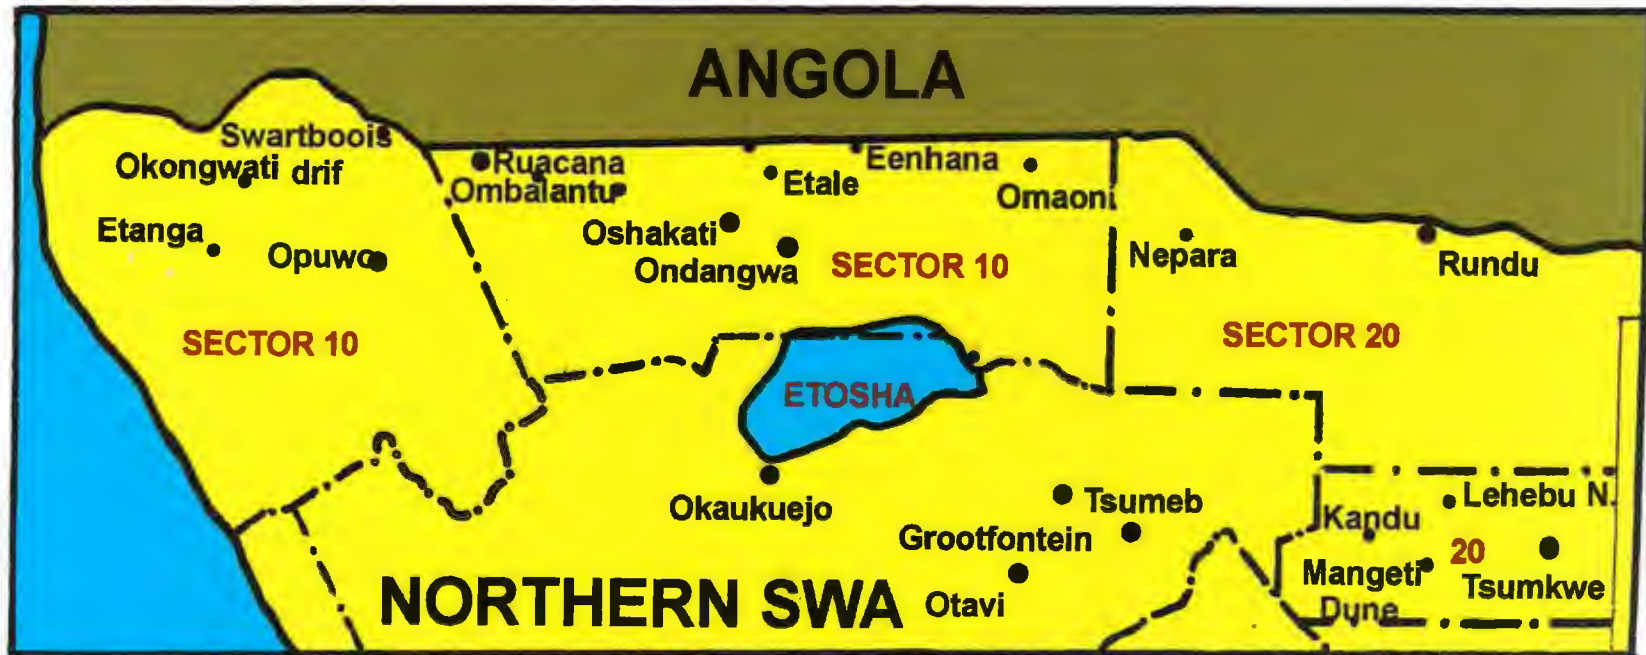 ANGOLA
Swartboois
drif
Okongwati
Ruacana
Ombalantu
Eenhana
Etale
Omaoni
Etanga
Opuwo
Oshakati
Ondangwa
SECTOR 10
Nepara
Rundu
SECTOR 10
SECTOR 20
ETOSHA
Okaukuejo
Tsumeb
Grootfontein
Lehebu N.
Kandu
20
Mangeti
Dune
Tsumkwe
NORTHERN SWA
Otavi